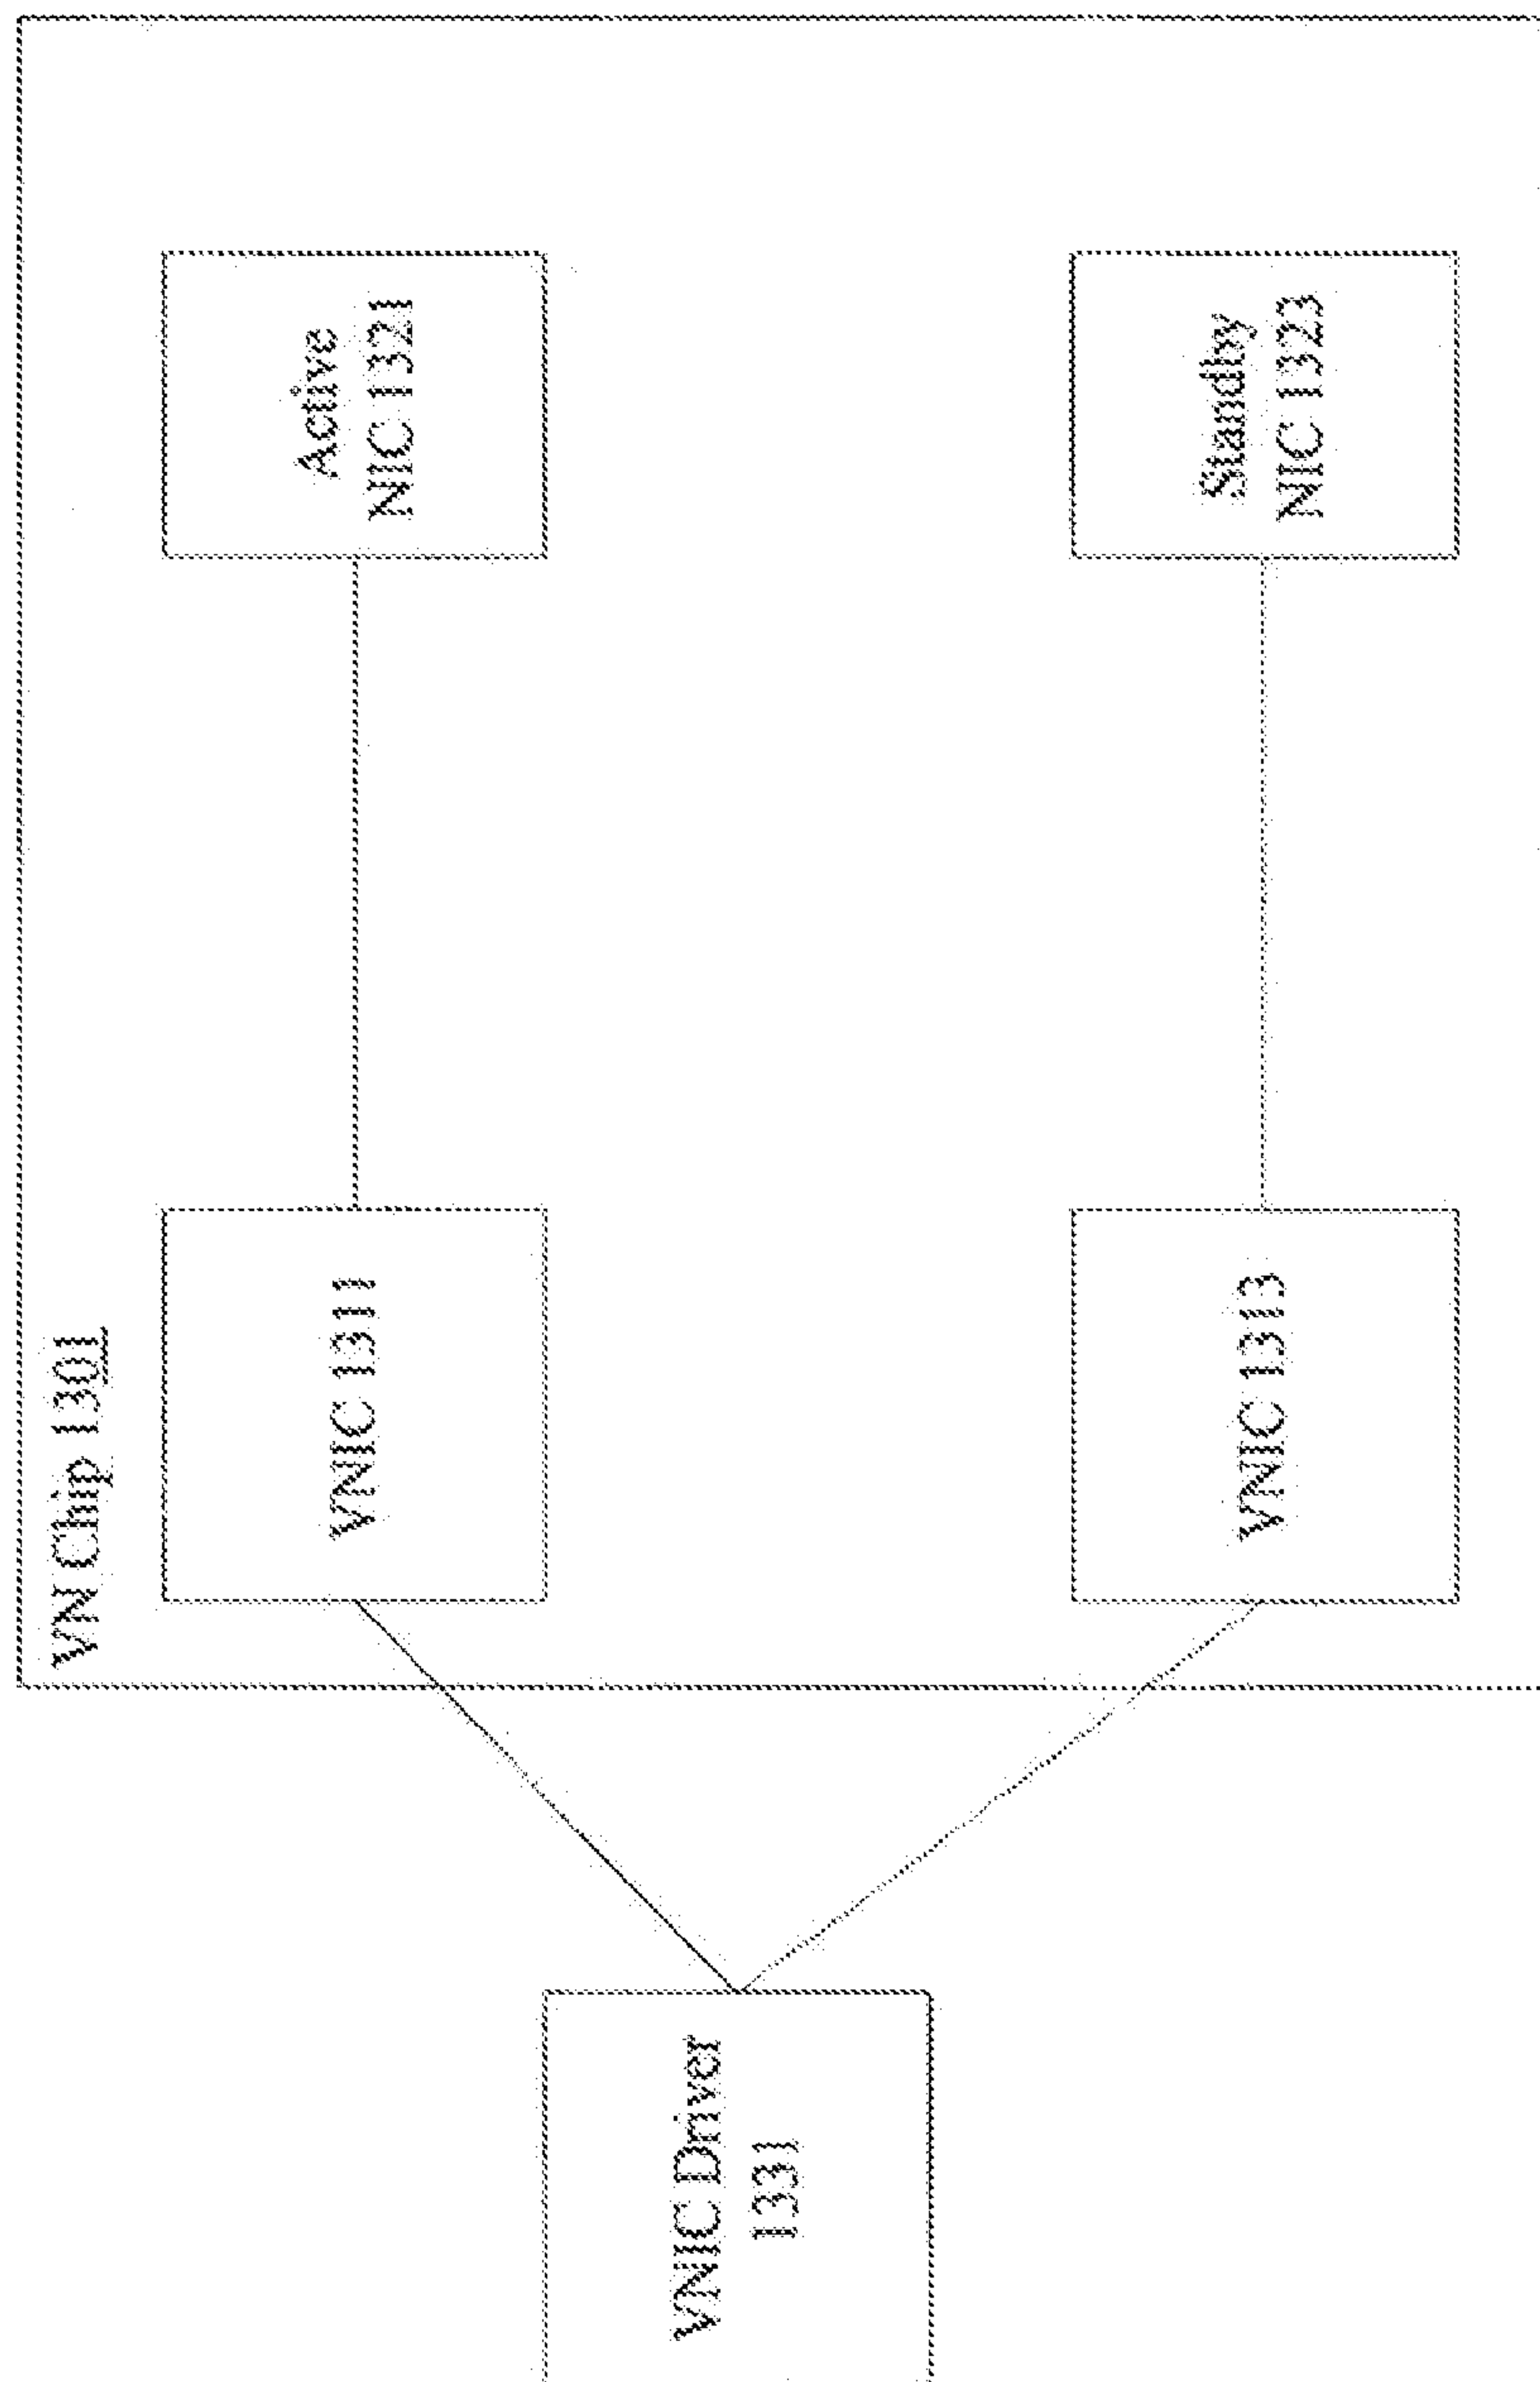 VN Chip 1301
VNIC Driver
1331
VNIC 1311
Active
NIC 1321
VNIC 1313
Standby
NIC 1323